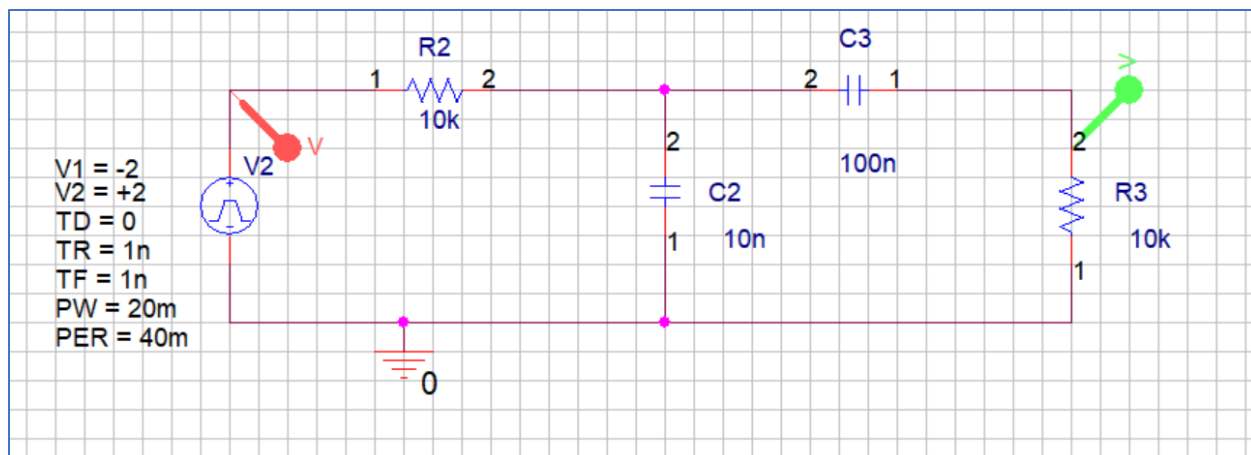 R2
1
2
10k
C3
2
1
100n
V
V
V2
V1 = -2
V2 = +2
TD = 0
TR = 1n
TF = 1n
PW = 20m
PER = 40m
2
C2
10n
1
2
R3
10k
1
0